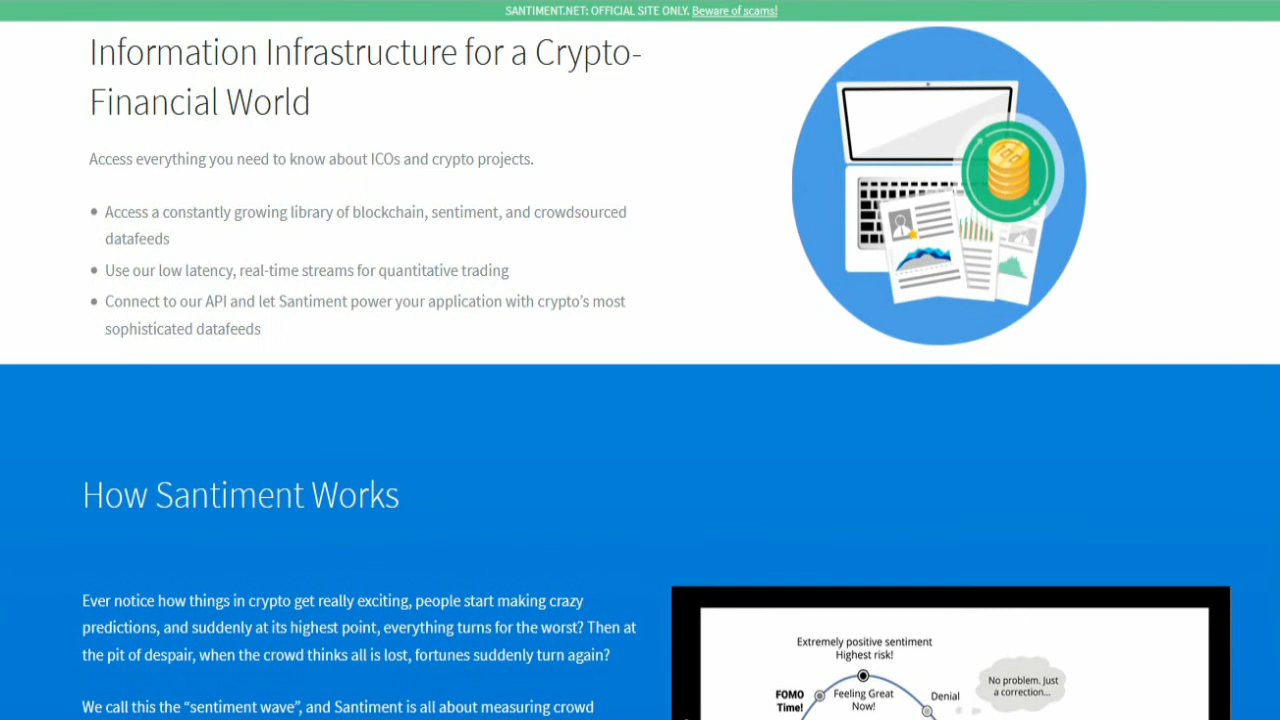 SANTIMENT.NET: OFFICIAL SITE ONLY. Beware of scams!
Information Infrastructure for a Crypto-
Financial World
Access everything you need to know about ICOs and crypto projects.
Access a constantly growing library of blockchain, sentiment, and crowdsourced
datafeeds
Use our low latency, real-time streams for quantitative trading
Connect to our API and let Santiment power your application with crypto's most
sophisticated datafeeds
100
How Santiment Works
Ever notice how things in crypto get really exciting, people start making crazy
predictions, and suddenly at its highest point, everything turns for the worst? Then at
the pit of despair, when the crowd thinks all is lost, fortunes suddenly turn again?
We call this the “sentiment wave”, and Santiment is all about measuring crowd
Extremely positive sentiment
Highest risk!
FOMO
Time!
Feeling Great
Now!
Denial
No problem. Just
a correction...